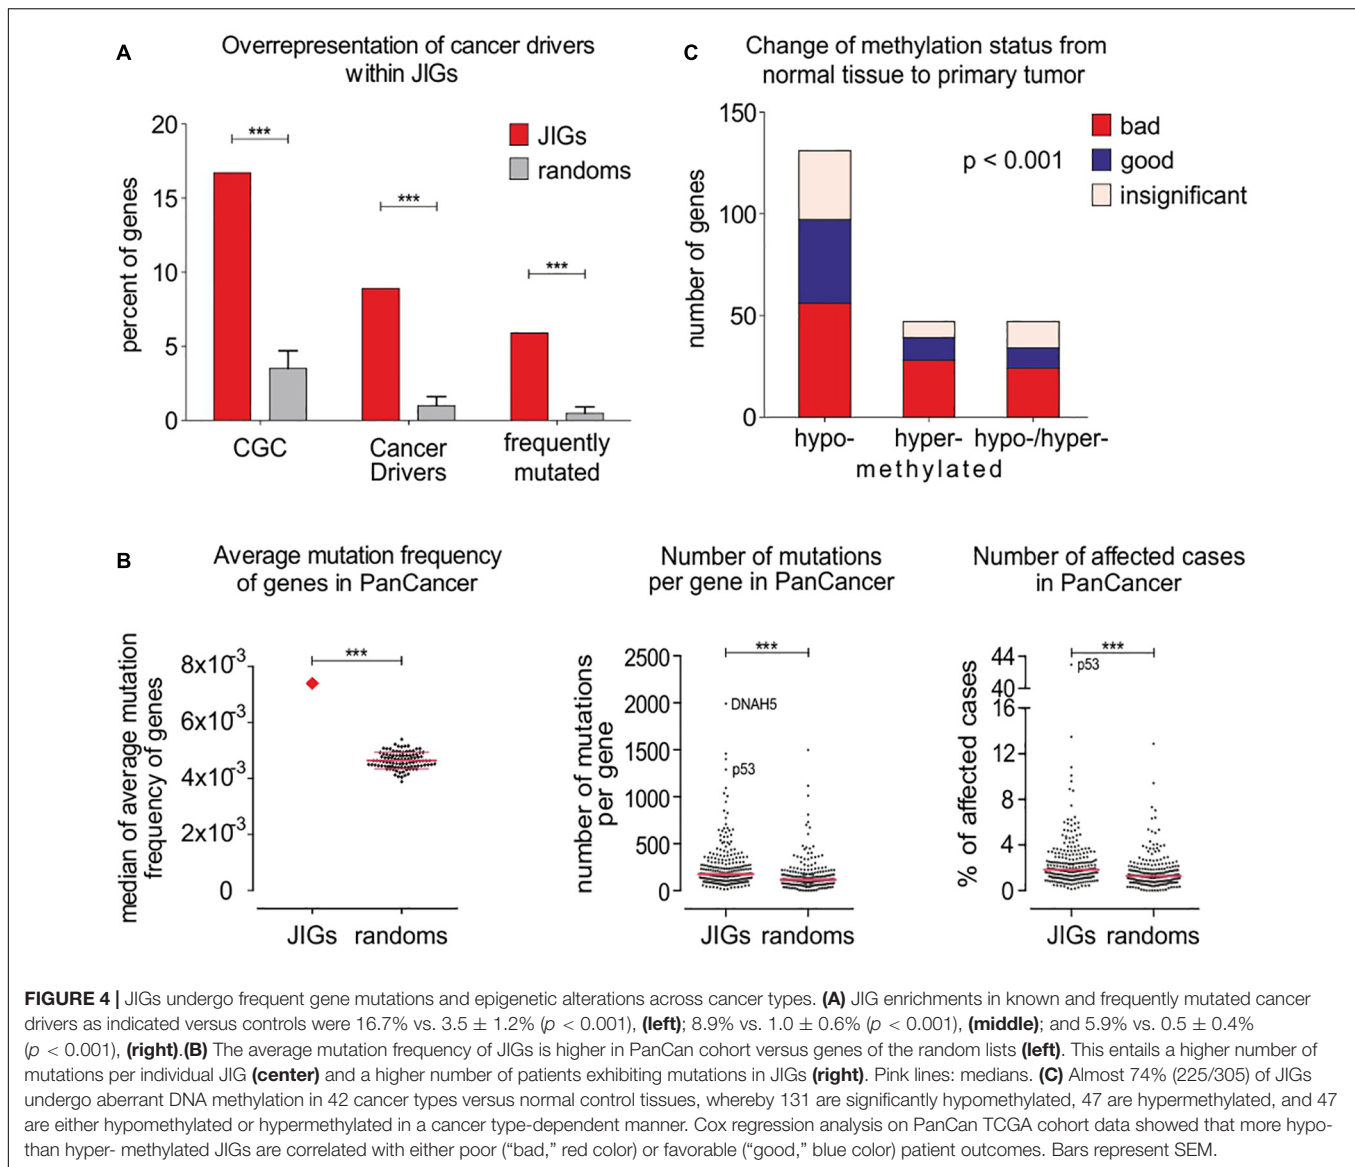 A
Overrepresentation of cancer drivers
within JIGs
percent of genes
20
15
10
5
0
***
***
***
JIGs
randoms
CGC
Cancer
Drivers
frequently
mutated
C
Change of methylation status from
normal tissue to primary tumor
number of genes
150
100
50
0
p < 0.001
bad
good
insignificant
hypo-
hyper-
hypo-/hyper-
methylated
B
Average mutation frequency
of genes in PanCancer
median of average mutation
frequency of genes
8x10-3
6x10-3
4x10-3
2x10-3
0
***
JIGs randoms
Number of mutations
per gene in PanCancer
number of mutations
per gene
2500
2000
1500
1000
500
0
***
DNAH5
p53
JIGs randoms
Number of affected cases
in PanCancer
% of affected cases
44
40
16
12
8
4
0
***
p53
JIGs randoms
FIGURE 4 | JIGs undergo frequent gene mutations and epigenetic alterations across cancer types. (A) JIG enrichments in known and frequently mutated cancer
drivers as indicated versus controls were 16.7% vs. 3.5 ± 1.2% (p < 0.001), (left); 8.9% vs. 1.0 ± 0.6% (p < 0.001), (middle); and 5.9% vs. 0.5 ± 0.4%
(p < 0.001), (right).(B) The average mutation frequency of JIGs is higher in PanCan cohort versus genes of the random lists (left). This entails a higher number of
mutations per individual JIG (center) and a higher number of patients exhibiting mutations in JIGs (right). Pink lines: medians. (C) Almost 74% (225/305) of JIGs
undergo aberrant DNA methylation in 42 cancer types versus normal control tissues, whereby 131 are significantly hypomethylated, 47 are hypermethylated, and 47
are either hypomethylated or hypermethylated in a cancer type-dependent manner. Cox regression analysis on PanCan TCGA cohort data showed that more hypo-
than hyper- methylated JIGs are correlated with either poor (“bad,” red color) or favorable (“good,” blue color) patient outcomes. Bars represent SEM.